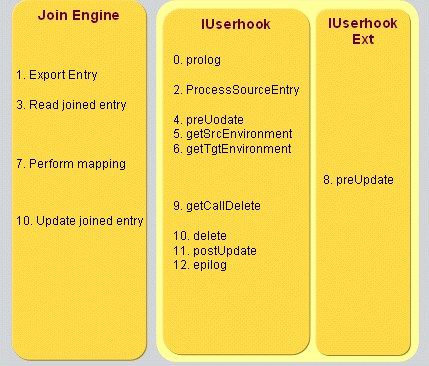 Join Engine
1. Export Entry
3. Read joined entry
7. Perform mapping
10. Update joined entry
IUserhook
0. prolog
2. ProcessSourceEntry
4. preUodate
5. getSrcEnvironment
6. getTgtEnvironment
9. getCallDelete
10. delete
11. postUpdate
12. epilog
IUserhook
Ext
8. preUpdate